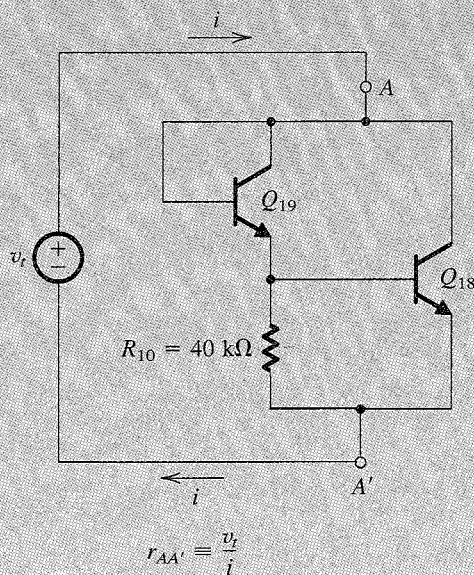 i
A
Q19
vt
+
−
Q18
R10 = 40 kΩ
i
A′
rAA′ ≡ vt/i